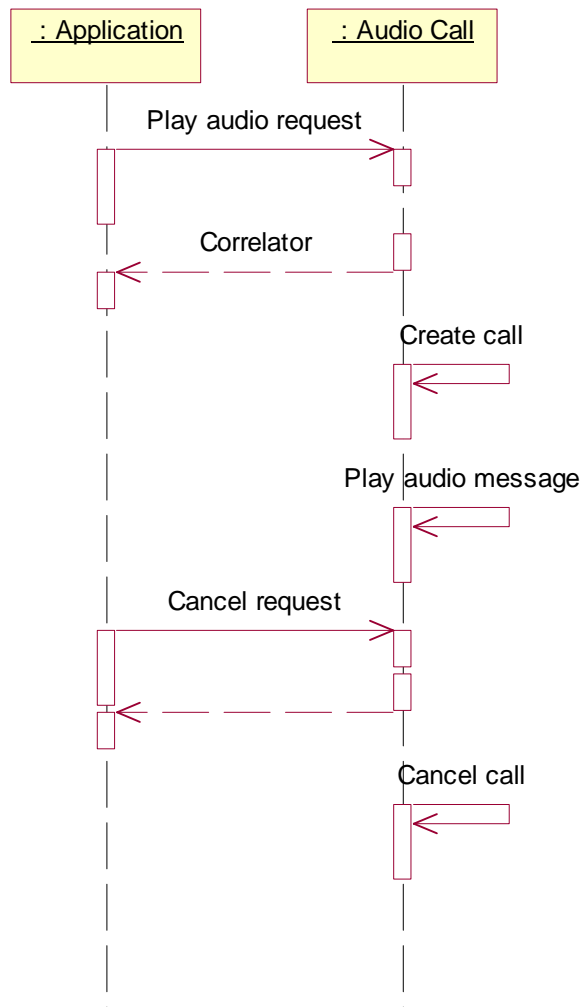 : Application
: Audio Call
Play audio request
Correlator
Create call
Play audio message
Cancel request
Cancel call